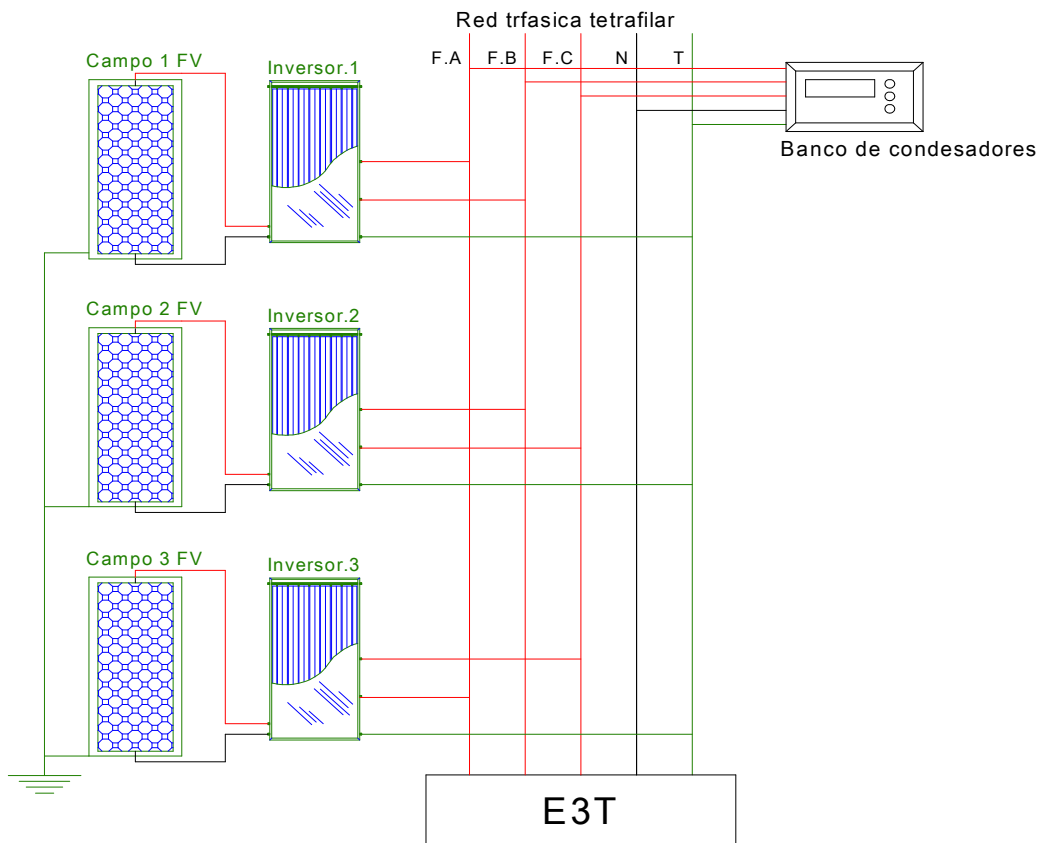 Red trfasica tetrafilar
F.A F.B F.C N T
Banco de condesadores
Campo 1 FV
Inversor.1
Campo 2 FV
Inversor.2
Campo 3 FV
Inversor.3
E3T